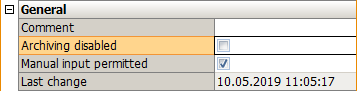 General
Comment
Archiving disabled
Manual input permitted
Last change 10.05.2019 11:05:17